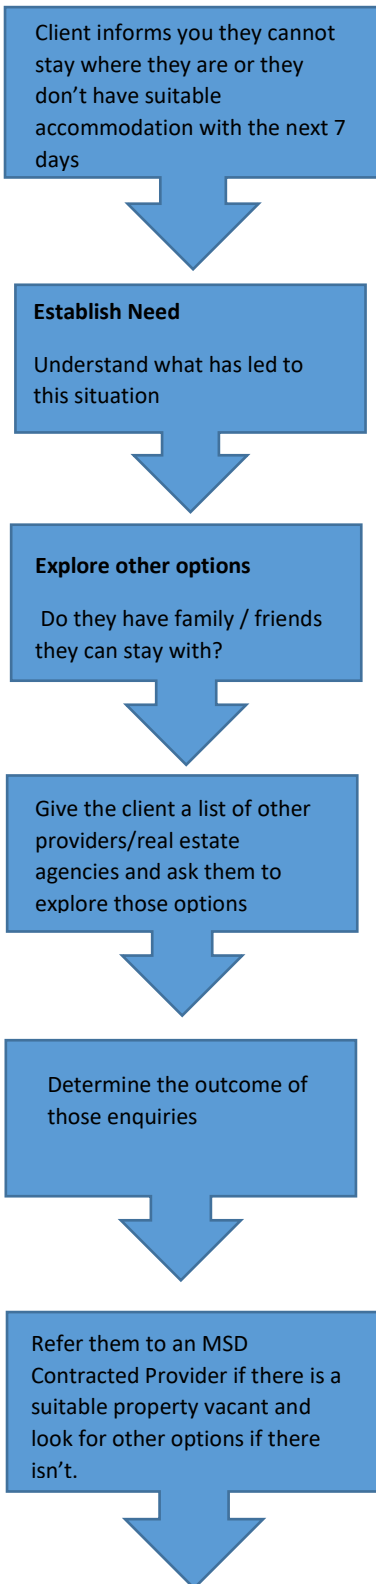 Client informs you they cannot
stay where they are or they
don’t have suitable
accommodation with the next 7
days
Establish Need
Understand what has led to
this situation
Explore other options
Do they have family / friends
they can stay with?
Give the client a list of other
providers/real estate
agencies and ask them to
explore those options
Determine the outcome of
those enquiries
Refer them to an MSD
Contracted Provider if there is a
suitable property vacant and
look for other options if there
isn’t.